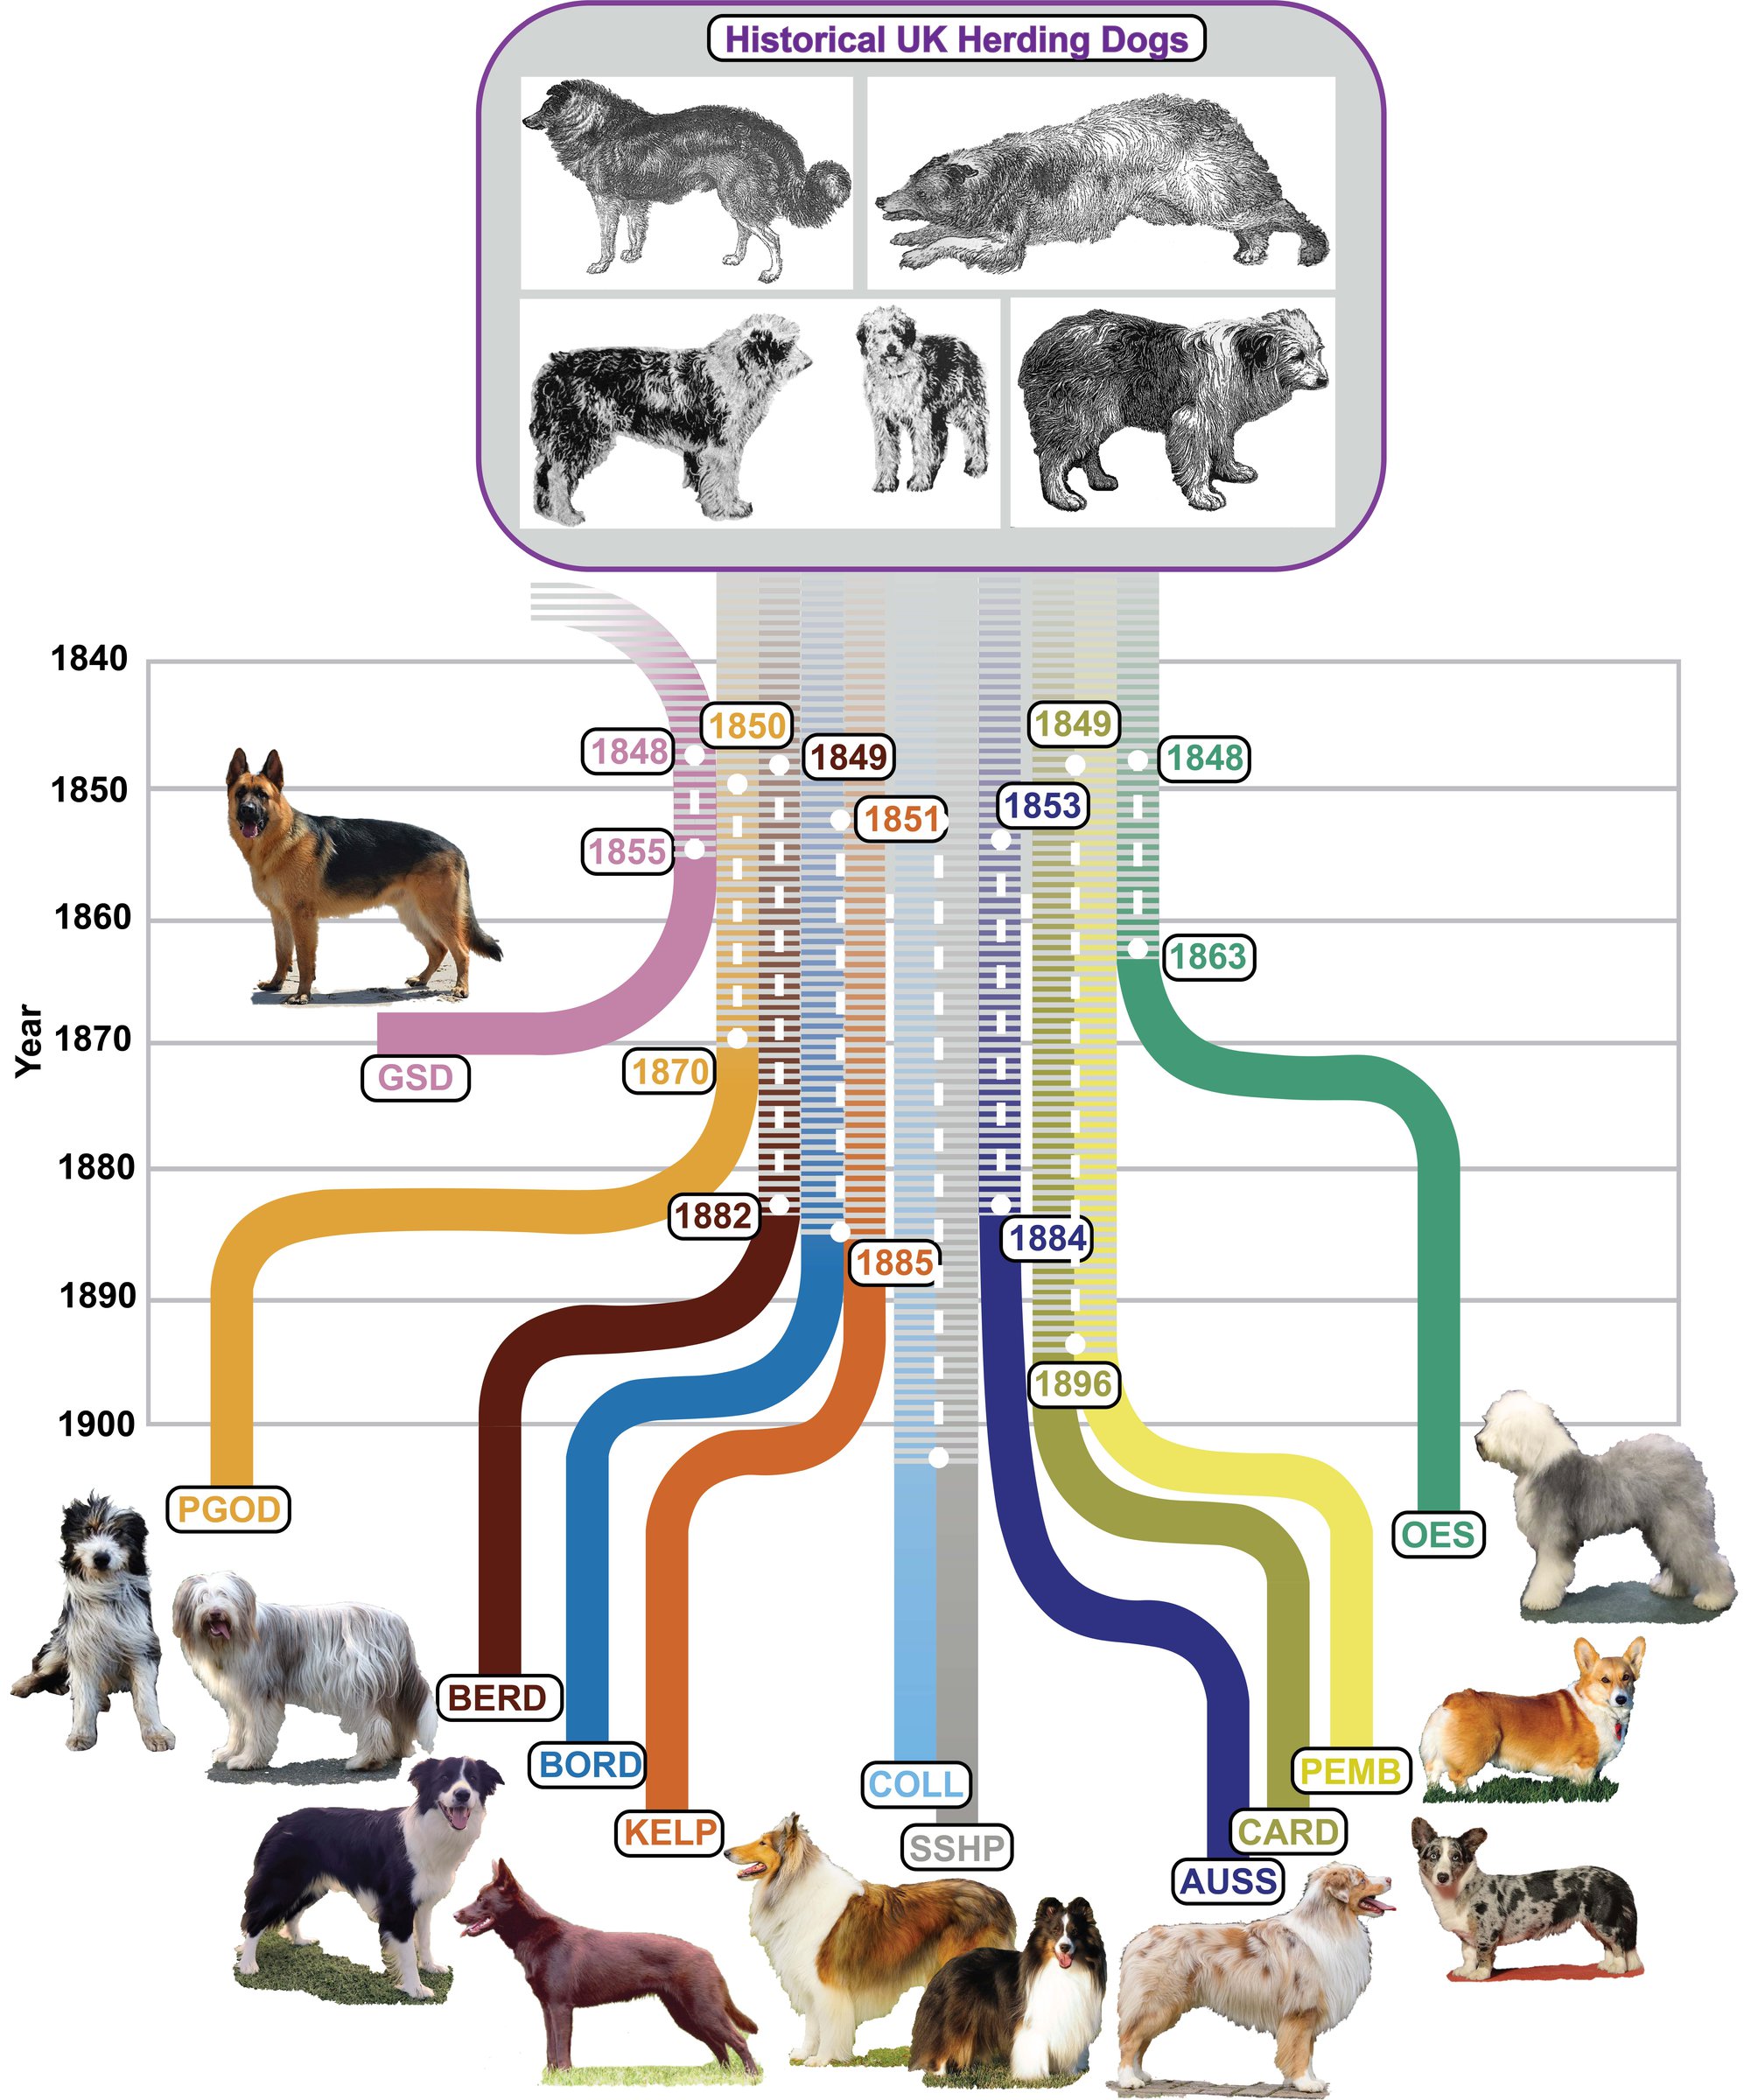 Historical UK Herding Dogs
1840
1850
1849
1848
1849
1848
1850
1853
1851
1855
1860
1863
Year
1870
1870
GSD
1880
1882
1884
1885
1890
1896
1900
PGOD
OES
BERD
BORD
PEMB
COLL
KELP
CARD
SSHP
AUSS